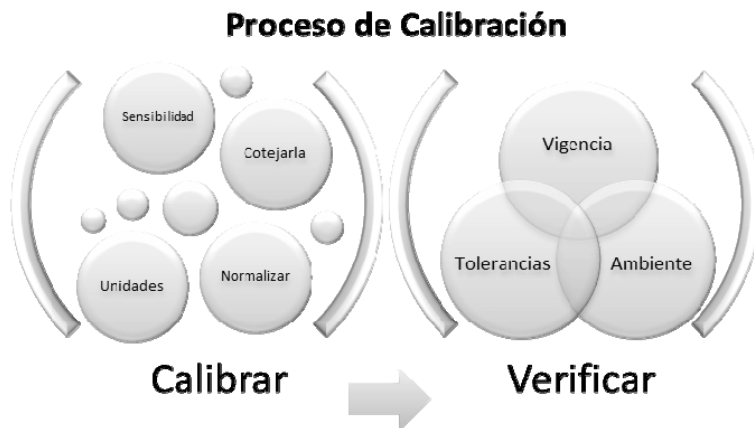 Proceso de Calibración
Sensibilidad
Cotejarla
Unidades
Normalizar
Vigencia
Tolerancias
Ambiente
Calibrar
Verificar